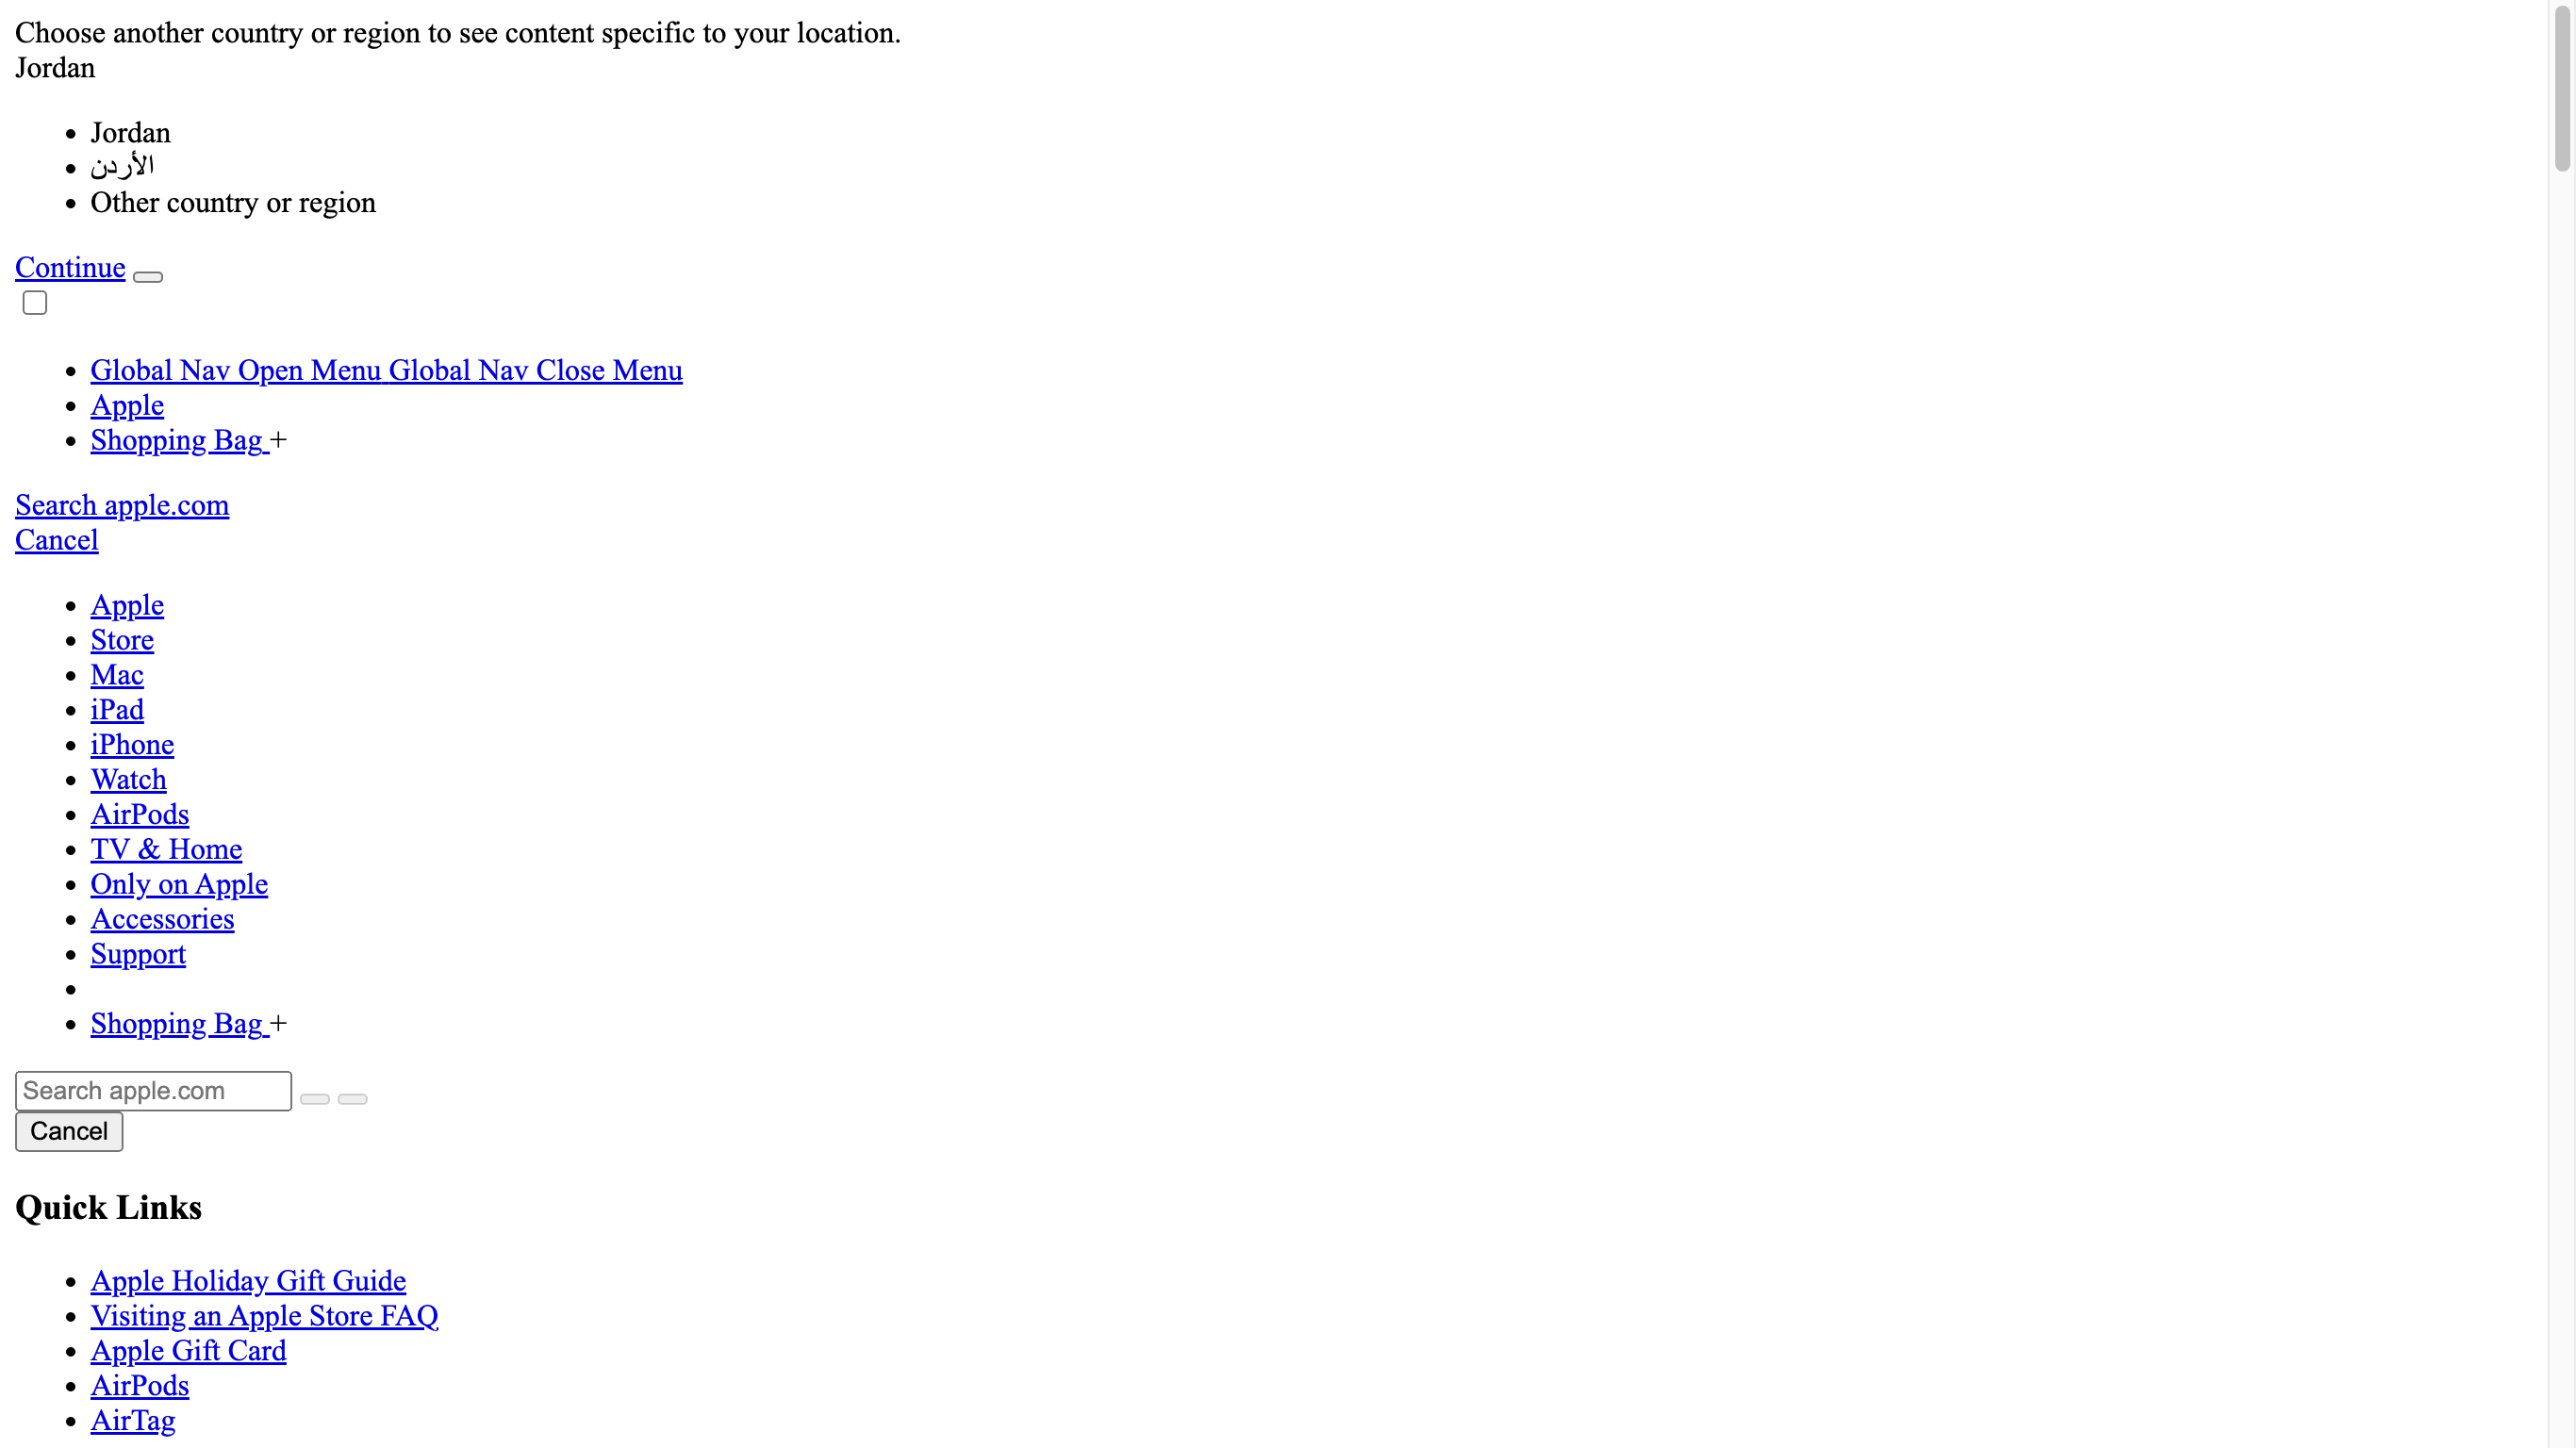 Choose another country or region to see content specific to your location.
Jordan
Jordan
الأردن
Other country or region
Continue
Global Nav Open Menu Global Nav Close Menu
Apple
Shopping Bag +
Search apple.com
Cancel
Apple
Store
Mac
iPad
iPhone
Watch
AirPods
TV & Home
Only on Apple
Accessories
Support
Shopping Bag +
Search apple.com
Cancel
Quick Links
Apple Holiday Gift Guide
Visiting an Apple Store FAQ
Apple Gift Card
AirPods
AirTag